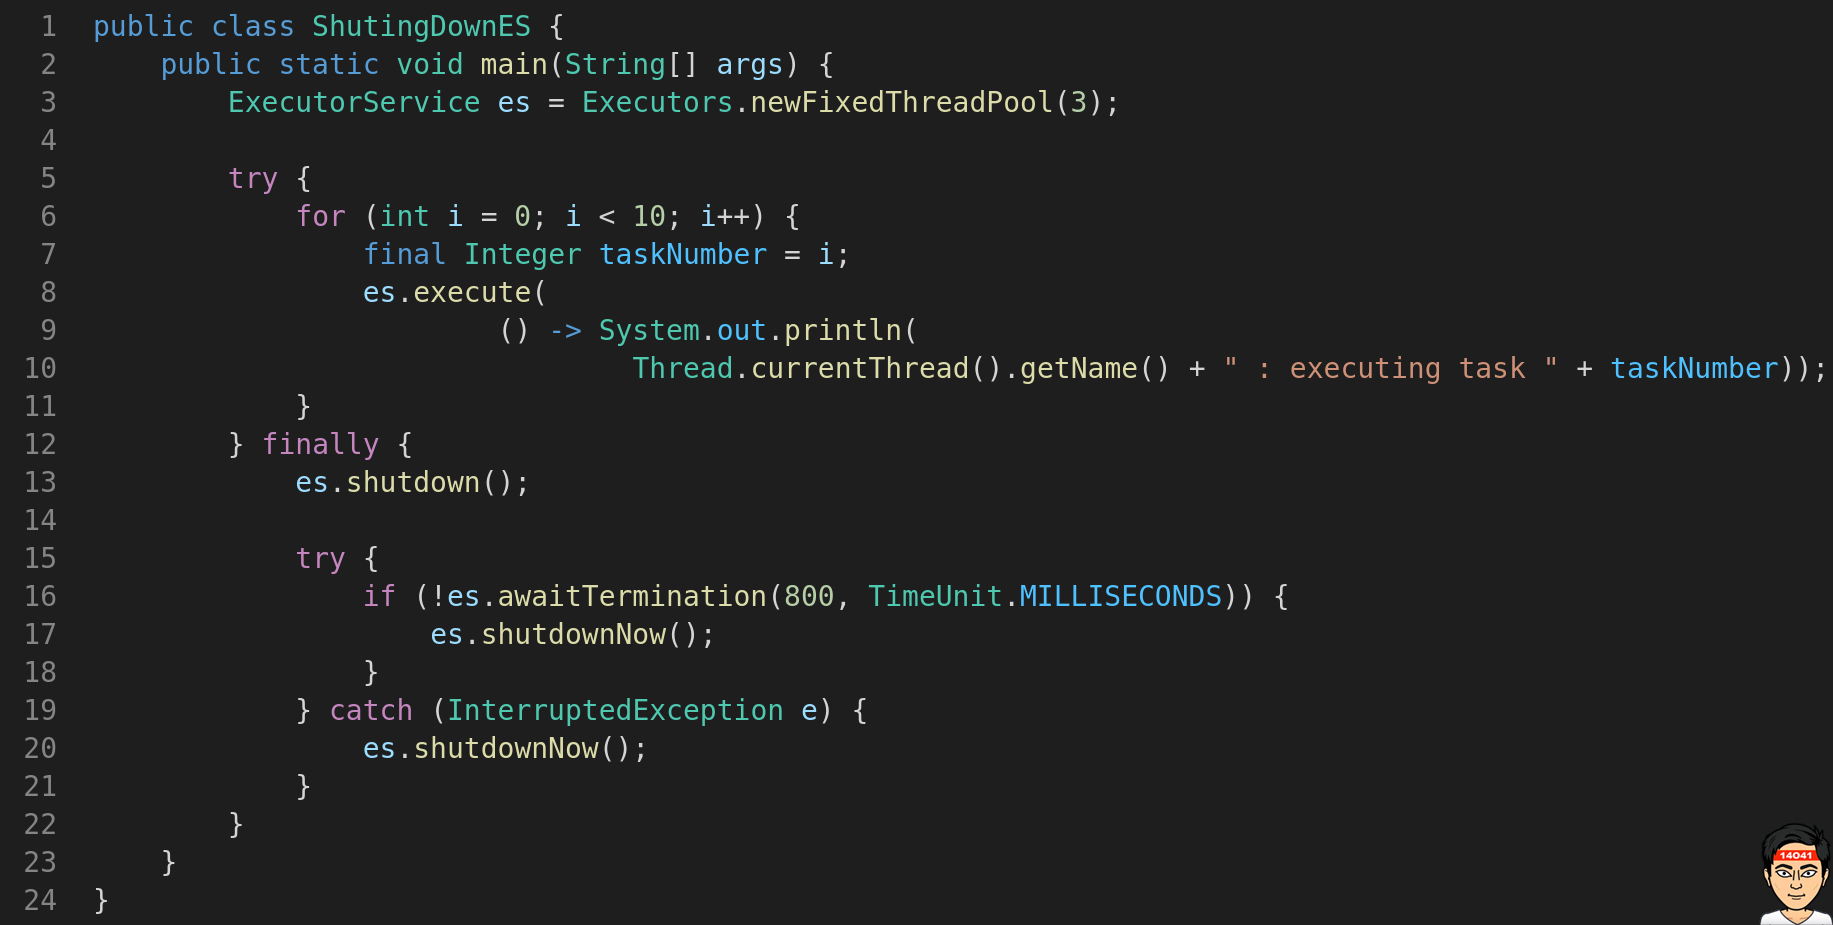 1 public class ShutingDownES {
2     public static void main(String[] args) {
3         ExecutorService es = Executors.newFixedThreadPool(3);
4
5         try {
6             for (int i = 0; i < 10; i++) {
7                 final Integer taskNumber = i;
8                 es.execute(
9                         () -> System.out.println(
10                                 Thread.currentThread().getName() + " : executing task " + taskNumber));
11             }
12         } finally {
13             es.shutdown();
14
15             try {
16                 if (!es.awaitTermination(800, TimeUnit.MILLISECONDS)) {
17                     es.shutdownNow();
18                 }
19             } catch (InterruptedException e) {
20                 es.shutdownNow();
21             }
22         }
23     }
24 }
14041